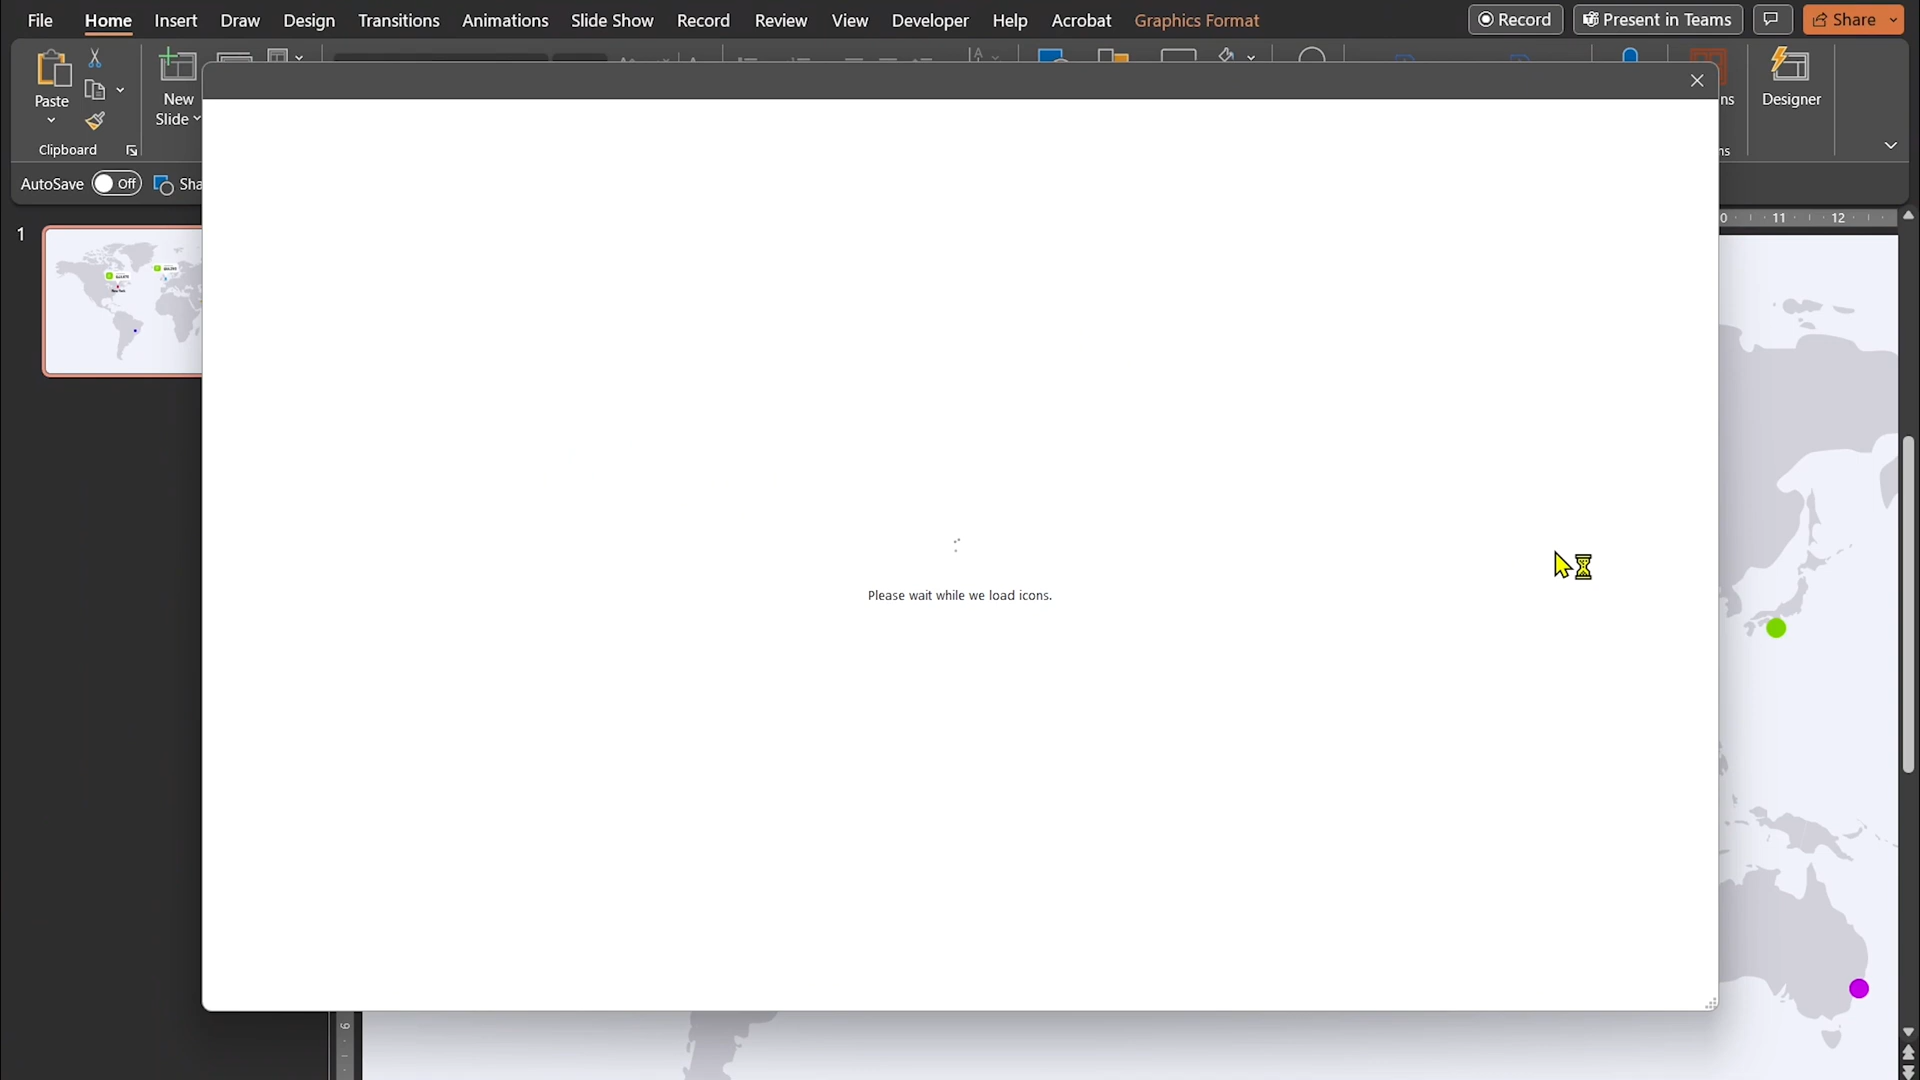 File Home Insert Draw Design Transitions Animations Slide Show Record Review View Developer Help Acrobat Graphics Format Record Present in Teams Share
Paste
New
Slide
Designer
Clipboard
AutoSave Off
1
11 12
Please wait while we load icons.
9